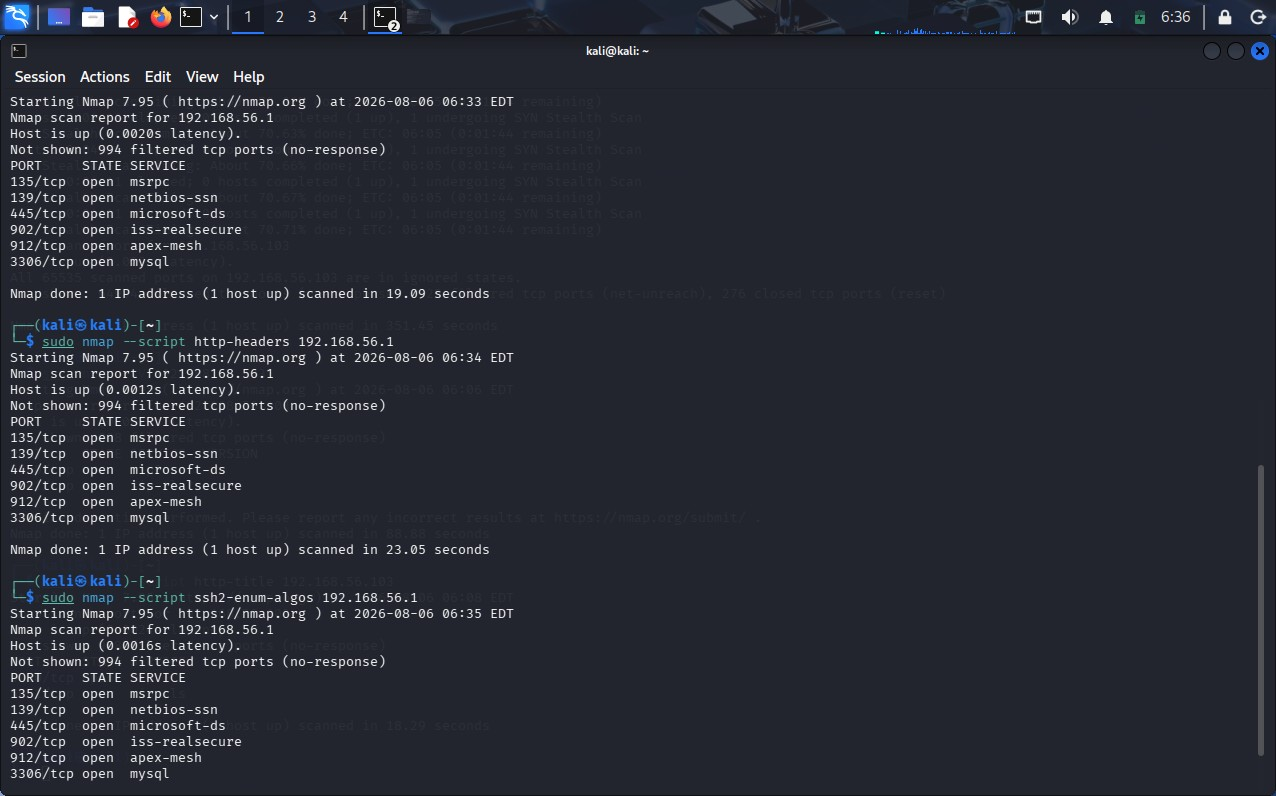 1 2 3 4 2 6:36
kali@kali: ~
Session Actions Edit View Help
Starting Nmap 7.95 ( https://nmap.org ) at 2026-08-06 06:33 EDT
Nmap scan report for 192.168.56.1
Host is up (0.0020s latency).
Not shown: 994 filtered tcp ports (no-response)
PORT STATE SERVICE
135/tcp open msrpc
139/tcp open netbios-ssn
445/tcp open microsoft-ds
902/tcp open iss-realsecure
912/tcp open apex-mesh
3306/tcp open mysql
Nmap done: 1 IP address (1 host up) scanned in 19.09 seconds
┌──(kali㉿kali)-[~]
└─$ sudo nmap --script http-headers 192.168.56.1
Starting Nmap 7.95 ( https://nmap.org ) at 2026-08-06 06:34 EDT
Nmap scan report for 192.168.56.1
Host is up (0.0012s latency).
Not shown: 994 filtered tcp ports (no-response)
PORT STATE SERVICE
135/tcp open msrpc
139/tcp open netbios-ssn
445/tcp open microsoft-ds
902/tcp open iss-realsecure
912/tcp open apex-mesh
3306/tcp open mysql
Nmap done: 1 IP address (1 host up) scanned in 23.05 seconds
┌──(kali㉿kali)-[~]
└─$ sudo nmap --script ssh2-enum-algos 192.168.56.1
Starting Nmap 7.95 ( https://nmap.org ) at 2026-08-06 06:35 EDT
Nmap scan report for 192.168.56.1
Host is up (0.0016s latency).
Not shown: 994 filtered tcp ports (no-response)
PORT STATE SERVICE
135/tcp open msrpc
139/tcp open netbios-ssn
445/tcp open microsoft-ds
902/tcp open iss-realsecure
912/tcp open apex-mesh
3306/tcp open mysql